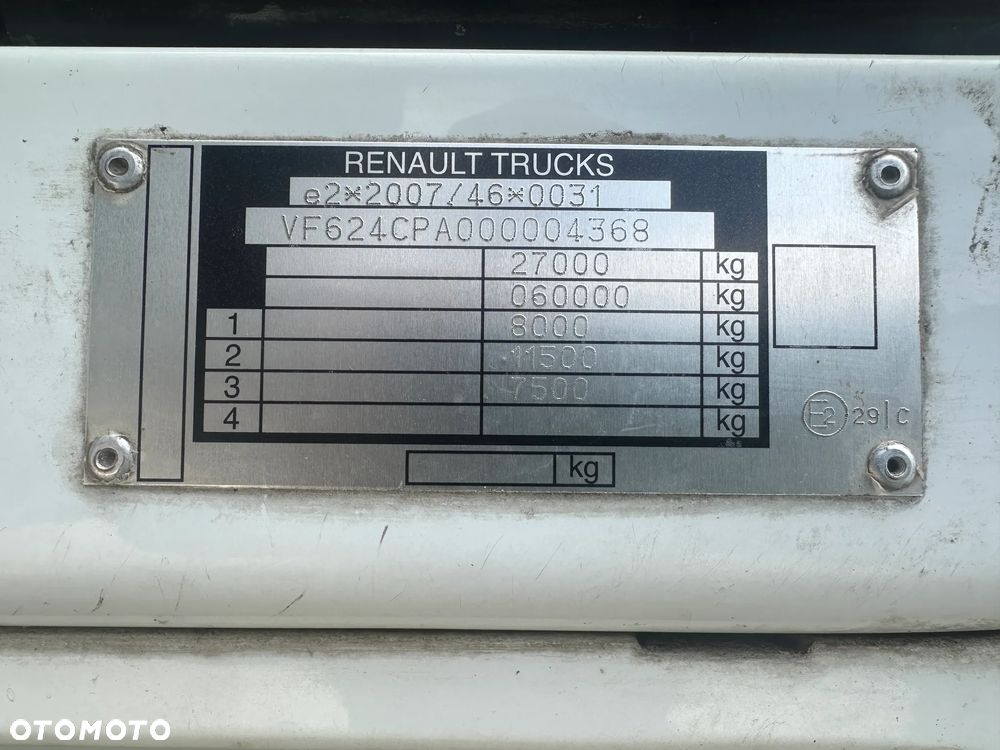 RENAULT TRUCKS
e2*2007/46*0031
VF624CPA000004368
27000 kg
060000 kg
1 8000 kg
2 11500 kg
3 7500 kg
4 kg
E2 29|C
kg
OTOMOTO